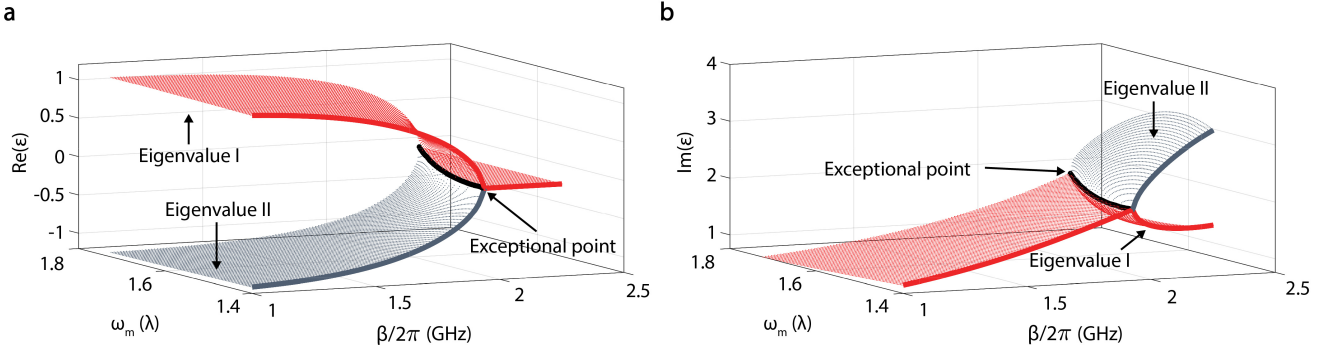 a
b
1
0.5
0
-0.5
-1
Re(ε)
Eigenvalue I
Eigenvalue II
Exceptional point
1.8
1.6
1.4
ωm (λ)
1
1.5
2
2.5
β/2π (GHz)
4
3
2
1
Im(ε)
Eigenvalue II
Exceptional point
Eigenvalue I
1.8
1.6
1.4
ωm (λ)
1
1.5
2
2.5
β/2π (GHz)